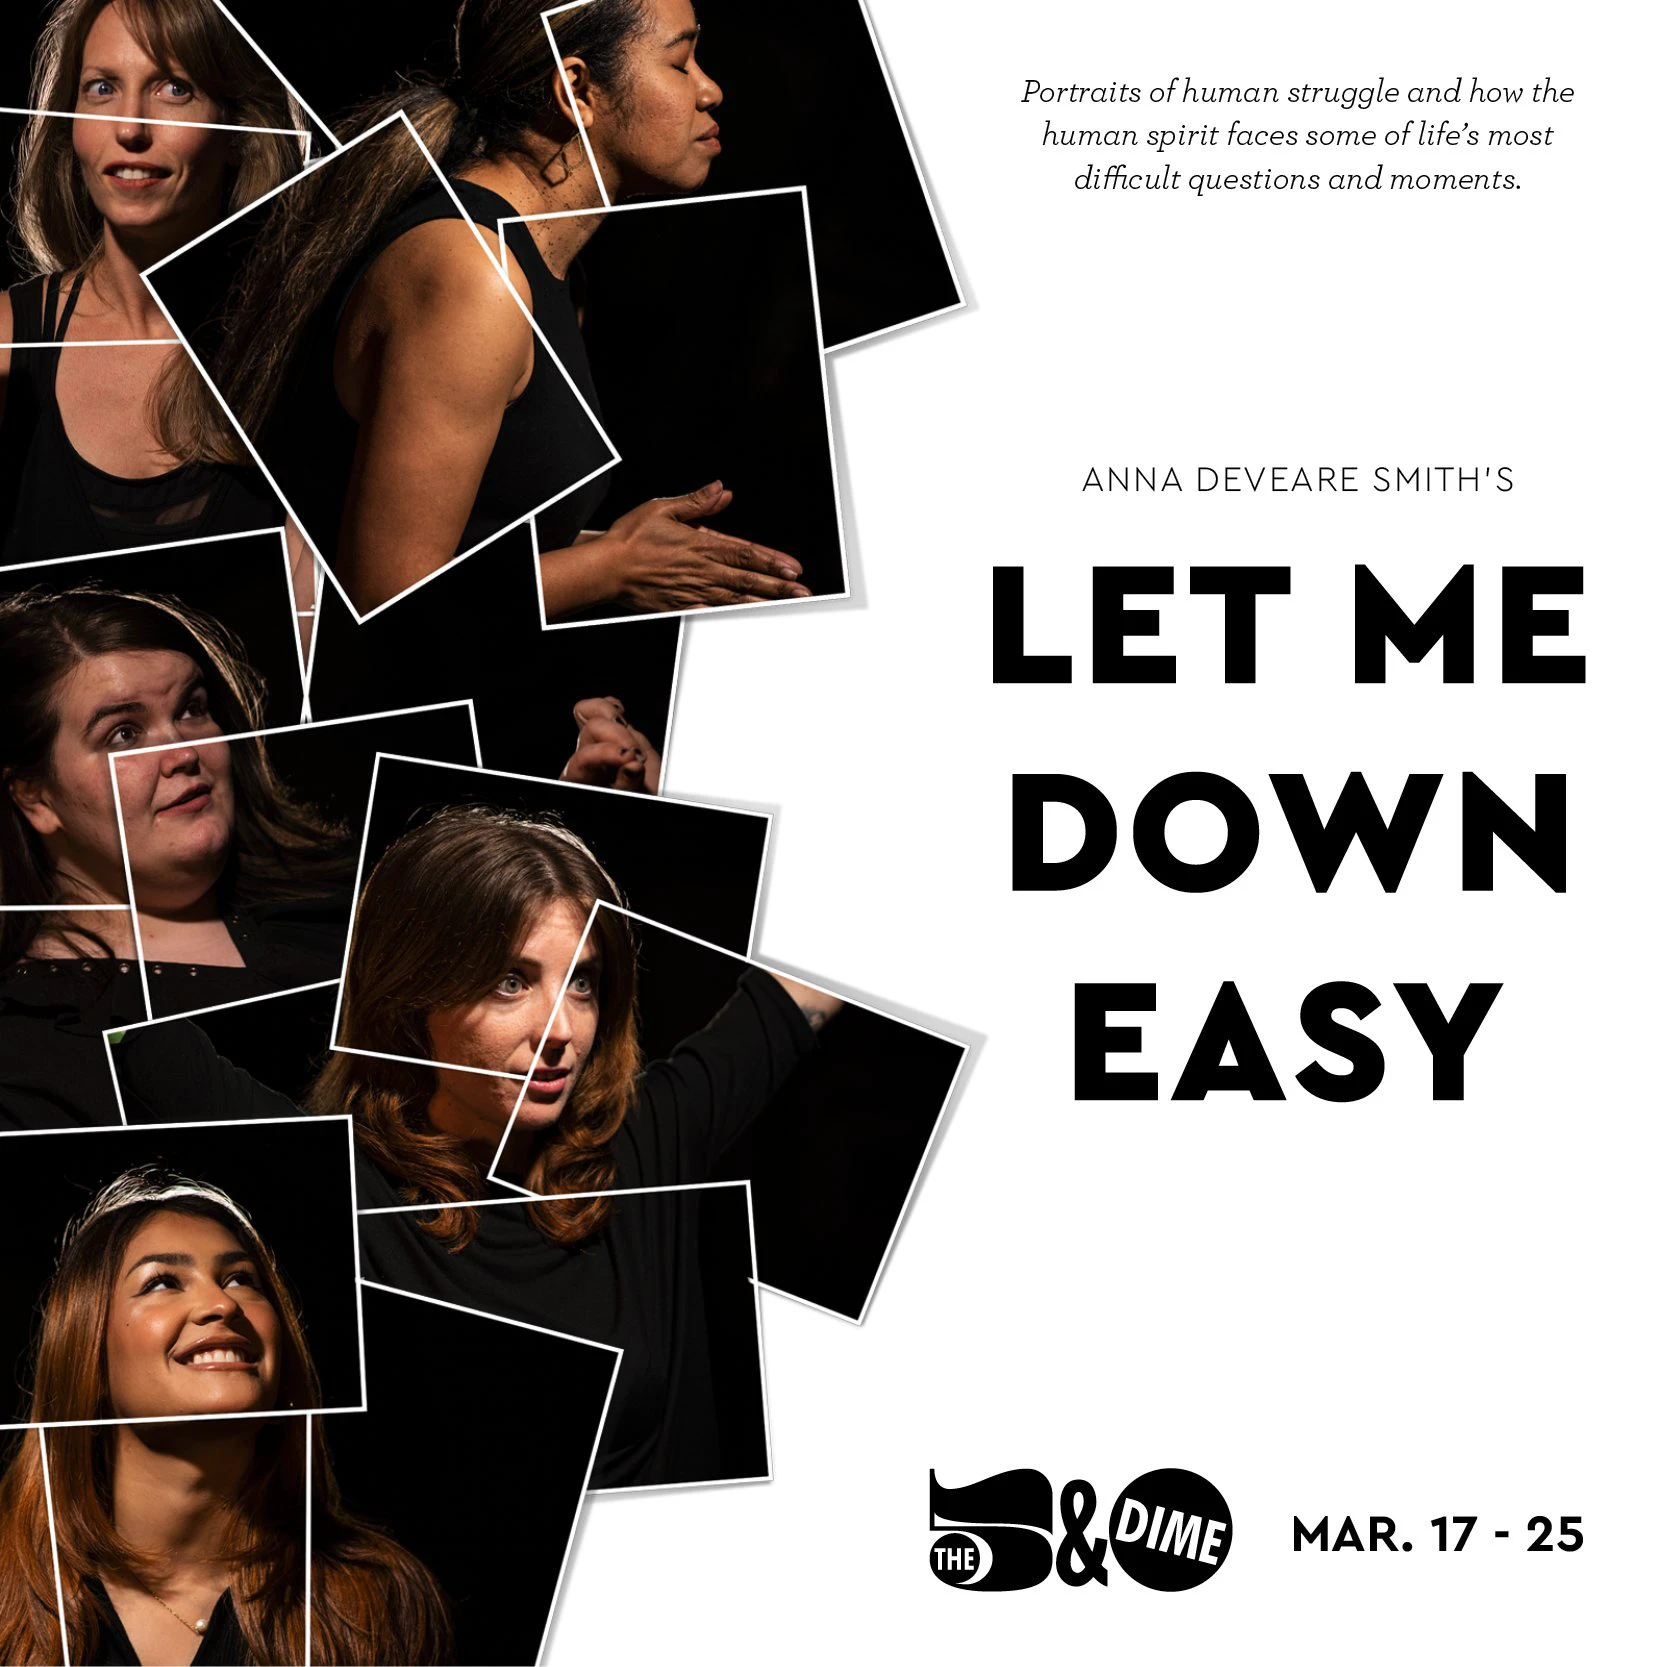 Portraits of human struggle and how the
human spirit faces some of life's most
difficult questions and moments.
ANNA DEVEARE SMITH'S
LET ME
DOWN
EASY
THE 5 & DIME
MAR. 17 - 25